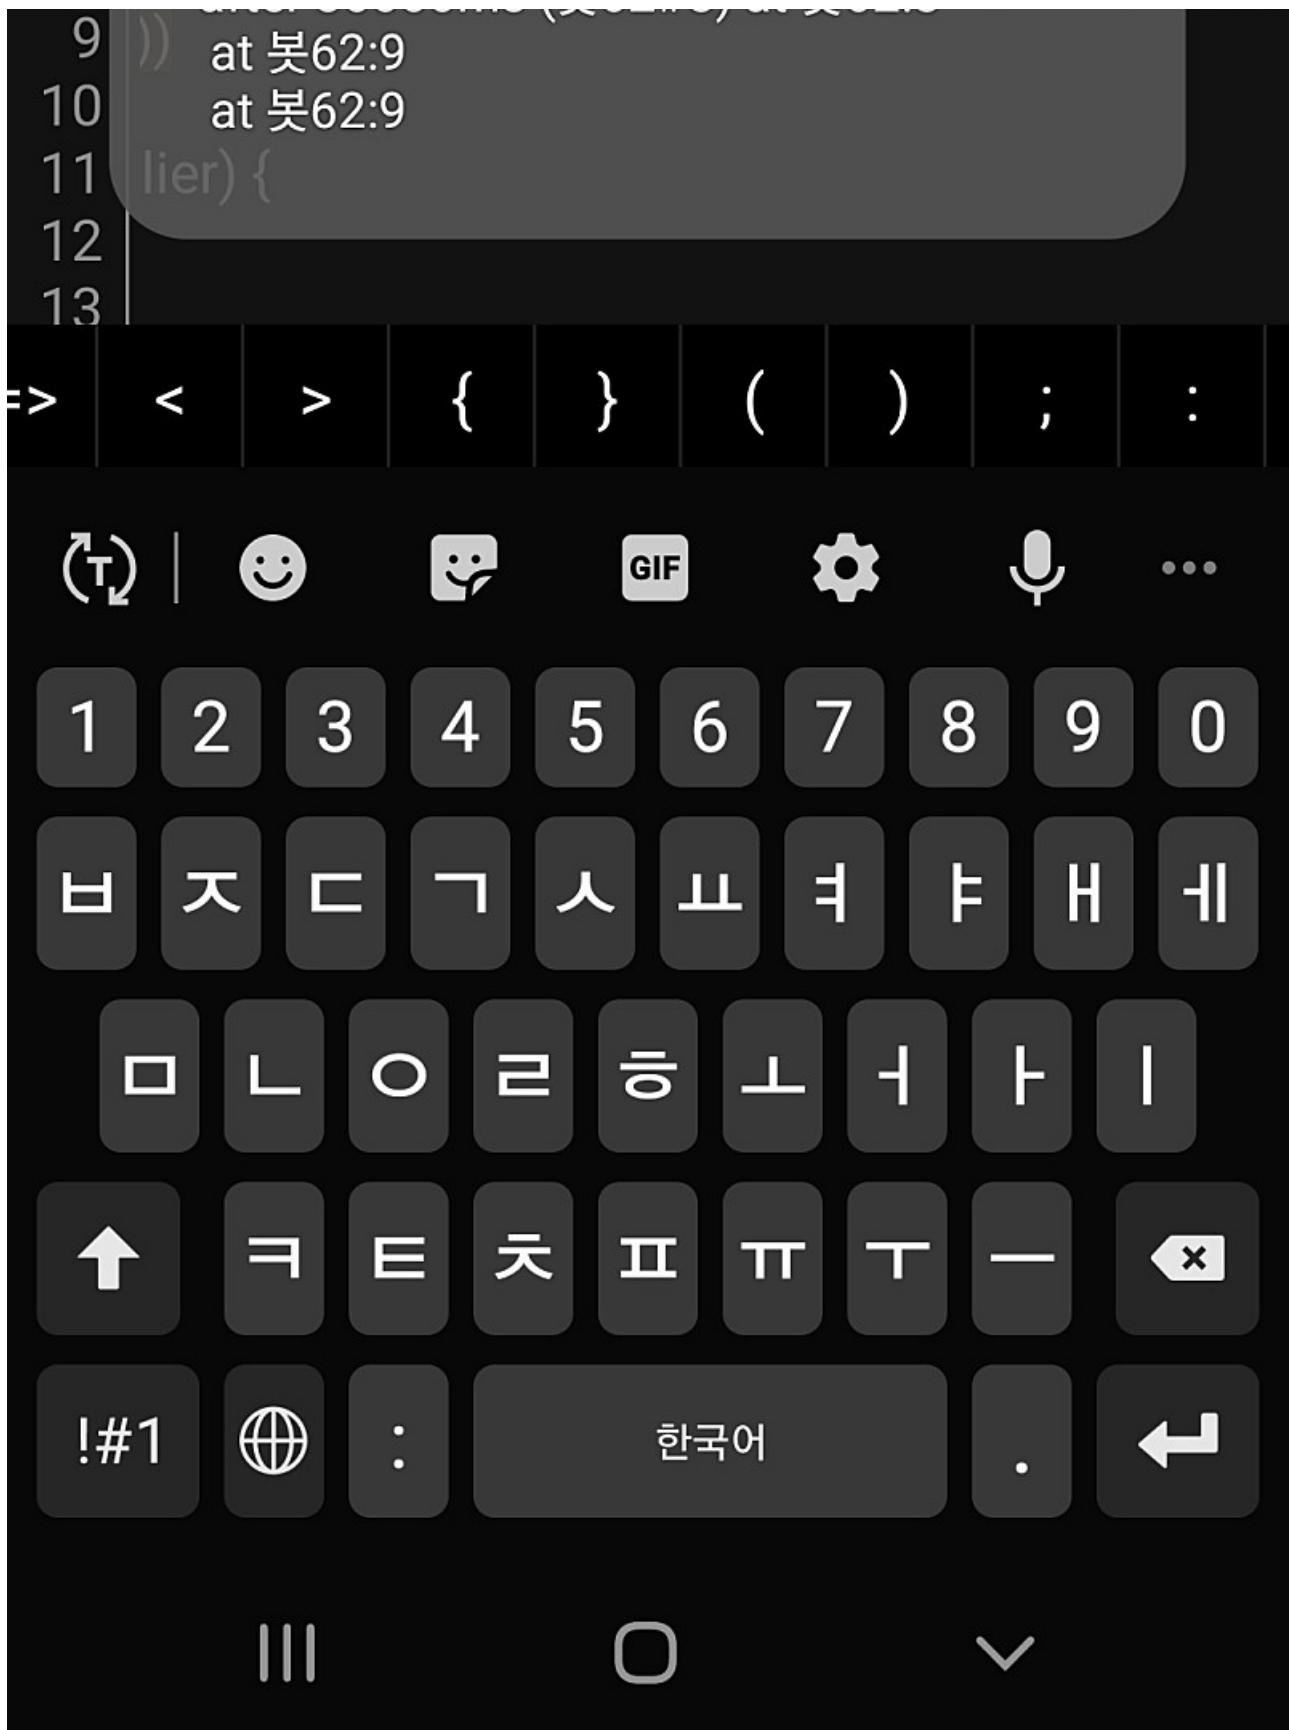 9 ))
at 봇62:9
10
at 봇62:9
11 lier) {
12
13
=> < > { } ( ) ; :
T GIF
1 2 3 4 5 6 7 8 9 0
ㅂ ㅈ ㄷ ㄱ ㅅ ㅛ ㅕ ㅑ ㅐ ㅔ
ㅁ ㄴ ㅇ ㄹ ㅎ ㅗ ㅓ ㅏ ㅣ
ㅋ ㅌ ㅊ ㅍ ㅠ ㅜ ㅡ
!#1 : 한국어 .